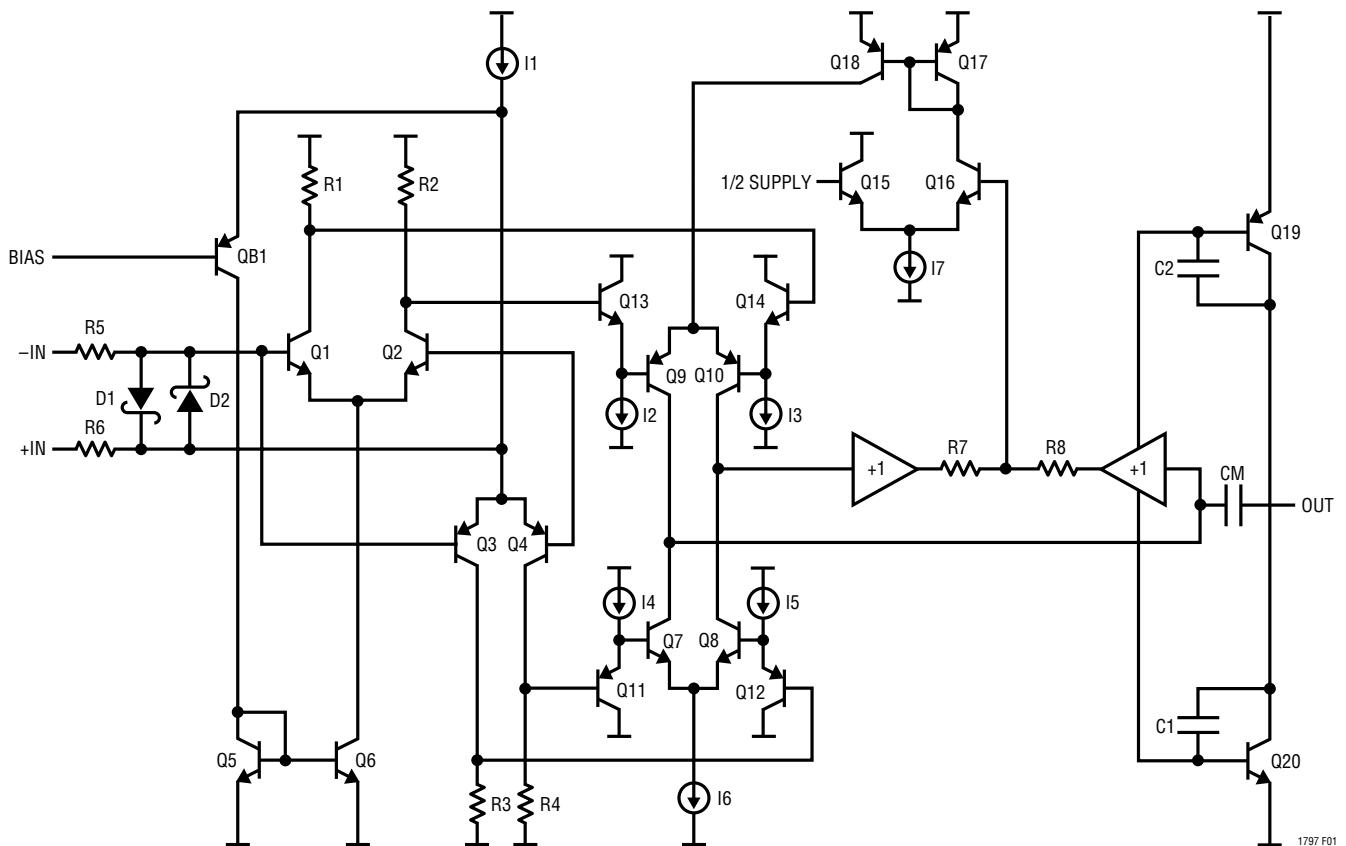 I1
Q18
Q17
R1
R2
1/2 SUPPLY
Q15
Q16
BIAS
QB1
Q19
C2
I7
Q13
Q14
R5
–IN
Q1
Q2
Q9
Q10
D1
D2
I2
I3
R6
+IN
R7
R8
+1
+1
CM
OUT
Q3
Q4
I4
I5
Q7
Q8
Q11
Q12
C1
Q5
Q6
Q20
R3
R4
I6
1797 F01